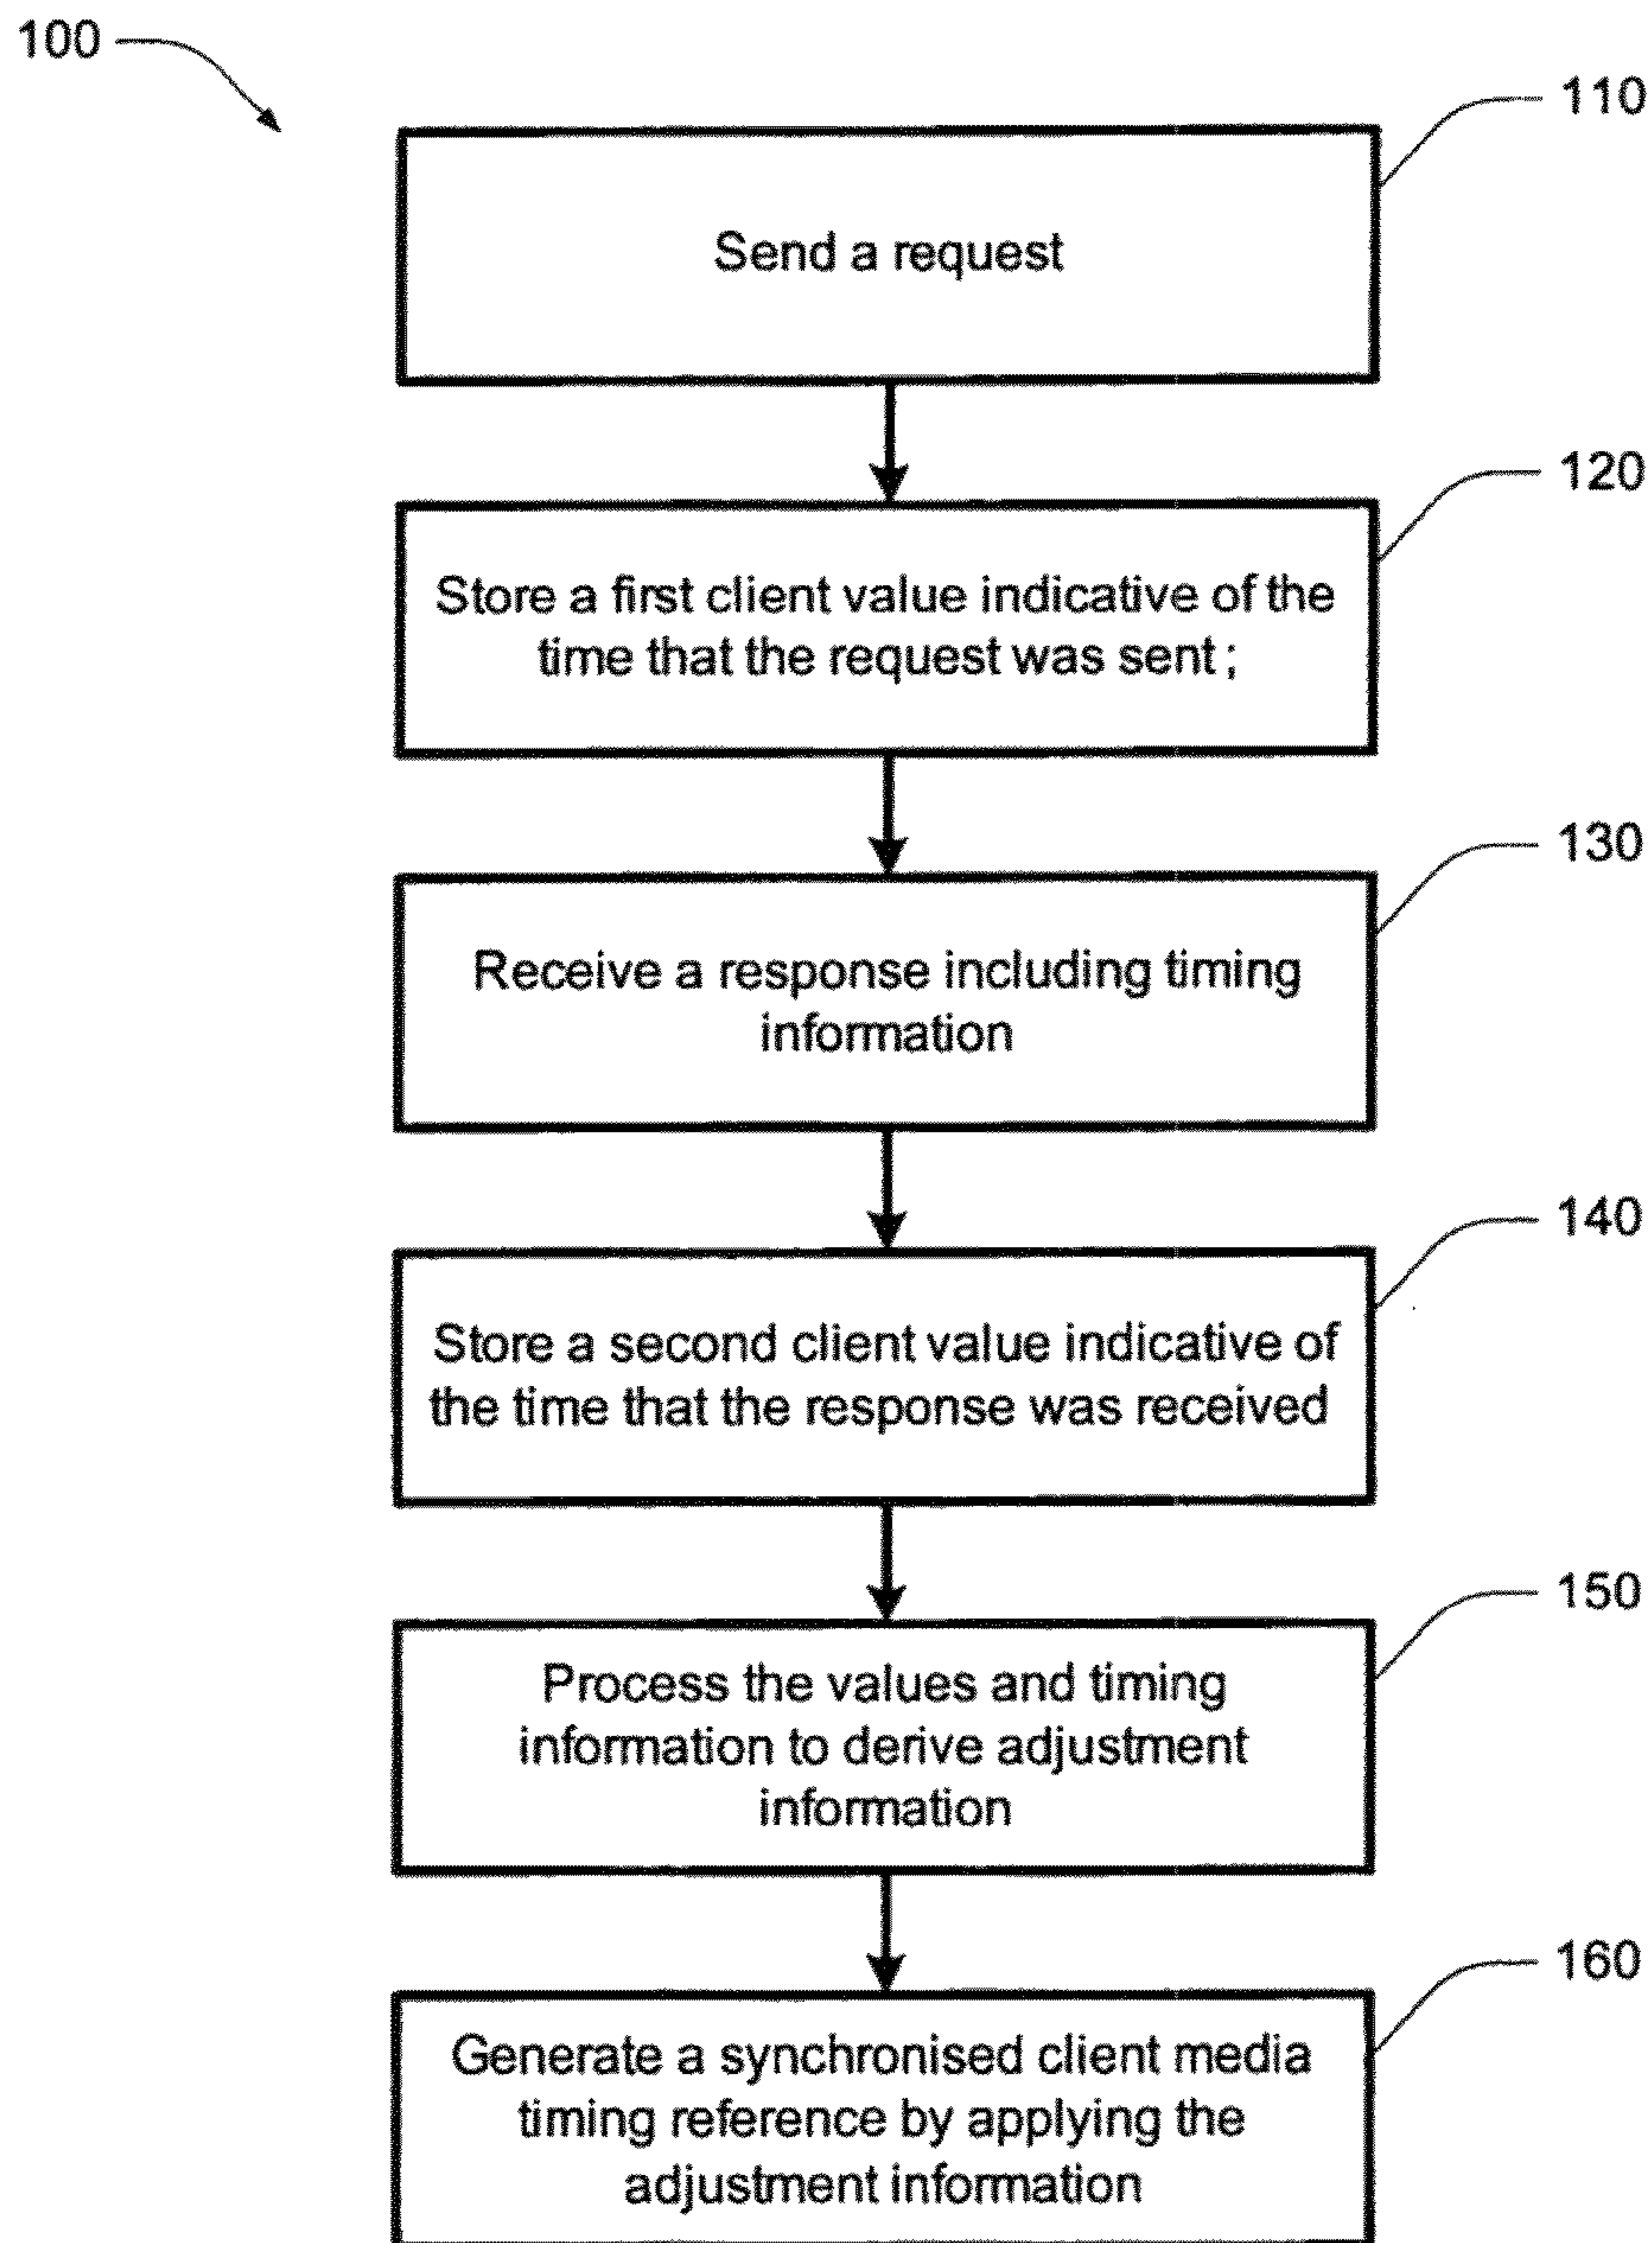 100
110
Send a request
120
Store a first client value indicative of the
time that the request was sent ;
130
Receive a response including timing
information
140
Store a second client value indicative of
the time that the response was received
150
Process the values and timing
information to derive adjustment
information
160
Generate a synchronised client media
timing reference by applying the
adjustment information